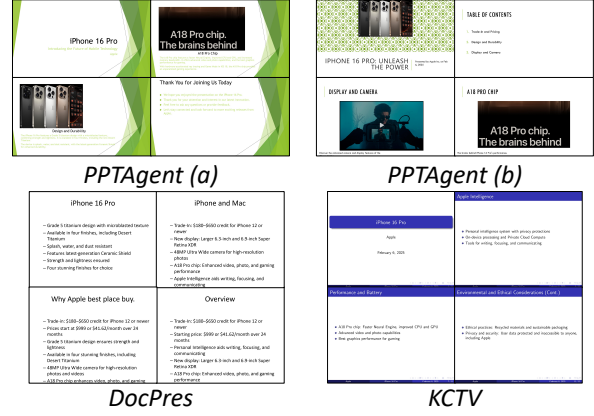 iPhone 16 Pro
A18 Pro chip.
The brains behind
A18 Pro Chip
Design and Durability
Thank You for Joining Us Today
IPHONE 16 PRO: UNLEASH
THE POWER
TABLE OF CONTENTS
Trade-in and Pricing
Design and Durability
Display and Camera
DISPLAY AND CAMERA
A18 PRO CHIP
A18 Pro chip.
The brains behind
PPTAgent (a)
PPTAgent (b)
iPhone 16 Pro
– Grade 5 titanium design with microblasted texture
– Available in four finishes, including Desert
Titanium
– Splash, water, and dust resistant
– Features latest-generation Ceramic Shield
– Strength and lightness ensured
– Four stunning finishes for choice
iPhone and Mac
– Trade-in: $180–$650 credit for iPhone 12 or
newer
– New display: Larger 6.3-inch and 6.9-inch Super
Retina XDR
– 48MP Ultra Wide camera for high-resolution
photos
– A18 Pro chip: Enhanced video, photo, and gaming
performance
– Apple Intelligence aids writing, focusing, and
communicating
Why Apple best place buy.
– Trade-in: $180–$650 credit for iPhone 12 or newer
– Prices start at $999 or $41.62/month over 24
months
– Grade 5 titanium design ensures strength and
lightness
– Available in four stunning finishes, including
Desert Titanium
– 48MP Ultra Wide camera for high-resolution
photos and videos
– A18 Pro chip enhances video, photo, and gaming
Overview
– Trade-in: $180–$650 credit for iPhone 12 or newer
– Starting price: $999 or $41.62/month over 24
months
– Personal intelligence aids writing, focusing, and
communicating
– New display: Larger 6.3-inch and 6.9-inch Super
Retina XDR
– A18 Pro chip: Enhanced video, photo, and gaming
performance
iPhone 16 Pro
Apple
February 6, 2025
Apple Intelligence
Personal intelligence system with privacy protections
On-device processing and Private Cloud Compute
Tools for writing, focusing, and communicating
Performance and Battery
A18 Pro chip: Faster Neural Engine, improved CPU and GPU
Advanced video and photo capabilities
Best graphics performance for gaming
Environmental and Ethical Considerations (Cont.)
Ethical practices: Recycled materials and sustainable packaging
Privacy and security: User data protected and inaccessible to anyone,
including Apple
DocPres
KCTV